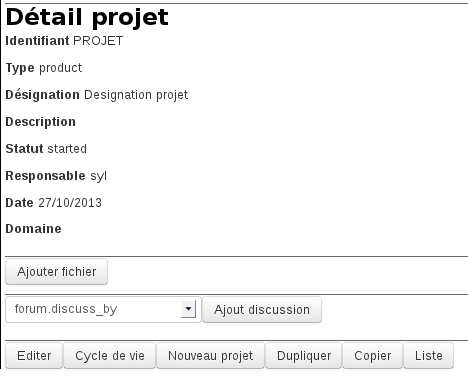 Détail projet
Identifiant PROJET
Type product
Désignation Designation projet
Description
Statut started
Responsable syl
Date 27/10/2013
Domaine
Ajouter fichier
forum.discuss_by Ajout discussion
Editer Cycle de vie Nouveau projet Dupliquer Copier Liste